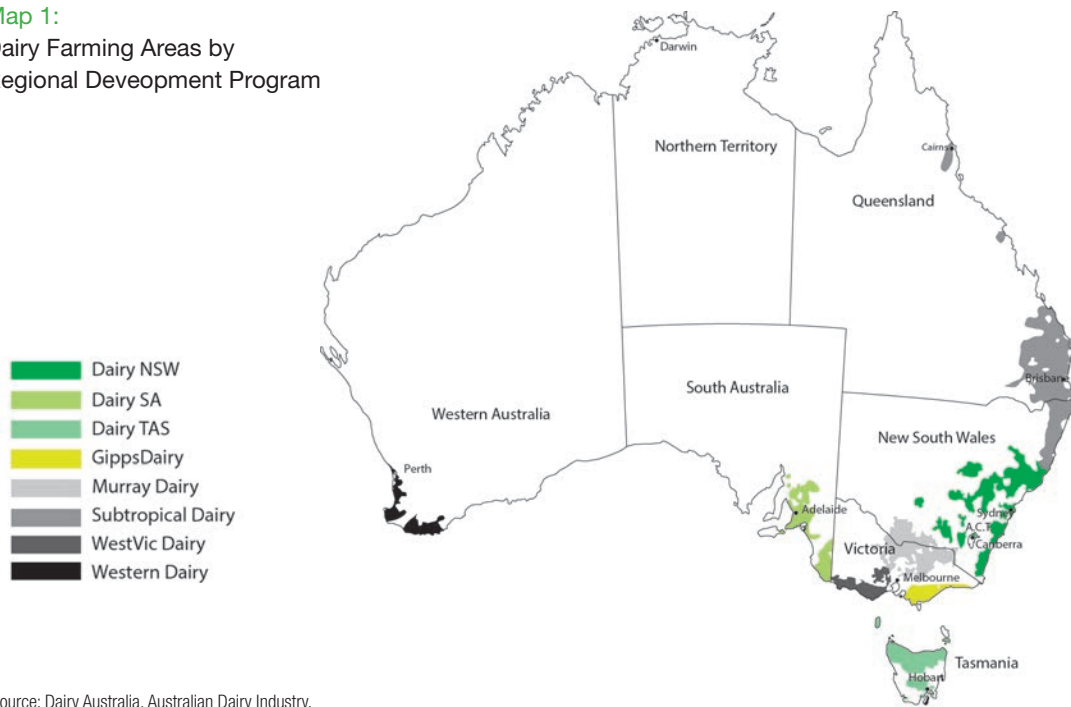 Map 1:
Dairy Farming Areas by
Regional Deveopment Program
Darwin
Northern Territory
Cairns
Queensland
Brisbane
South Australia
Western Australia
New South Wales
Perth
Adelaide
Sydney
A.C.T.
Canberra
Victoria
Melbourne
Tasmania
Hobart
Dairy NSW
Dairy SA
Dairy TAS
GippsDairy
Murray Dairy
Subtropical Dairy
WestVic Dairy
Western Dairy
Source: Dairy Australia, Australian Dairy Industry.